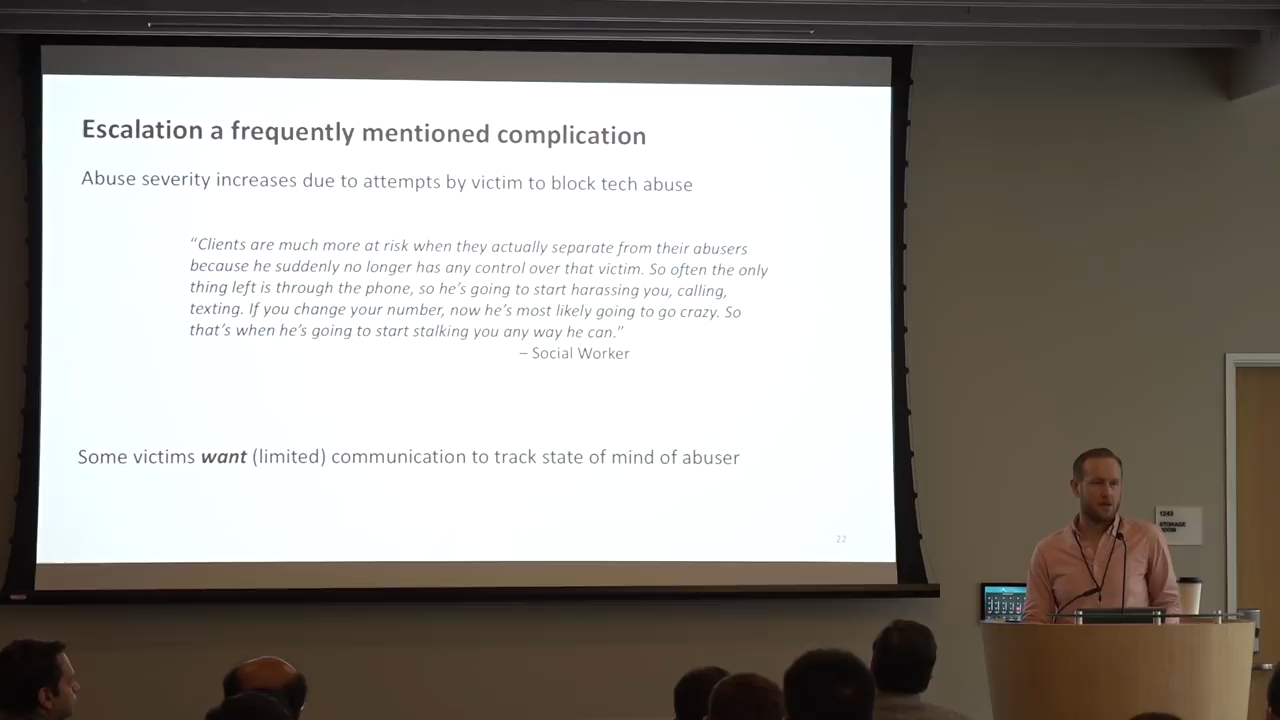 Escalation a frequently mentioned complication
Abuse severity increases due to attempts by victim to block tech abuse
“Clients are much more at risk when they actually separate from their abusers
because he suddenly no longer has any control over that victim. So often the only
thing left is through the phone, so he’s going to start harassing you, calling,
texting. If you change your number, now he’s most likely going to go crazy. So
that’s when he’s going to start stalking you any way he can.”
– Social Worker
Some victims want (limited) communication to track state of mind of abuser
22
STORAGE
ROOM